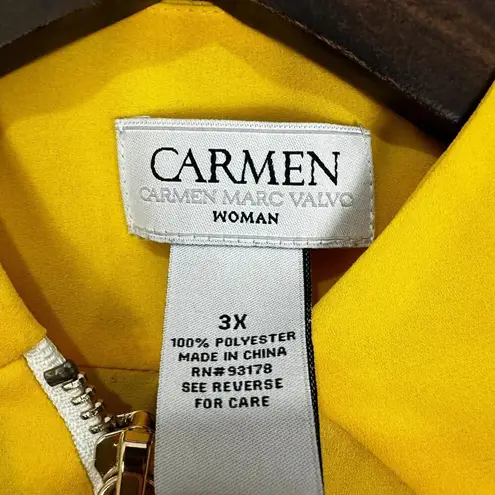 CARMEN
CARMEN MARC VALVO
WOMAN
3X
100% POLYESTER
MADE IN CHINA
RN#93178
SEE REVERSE
FOR CARE